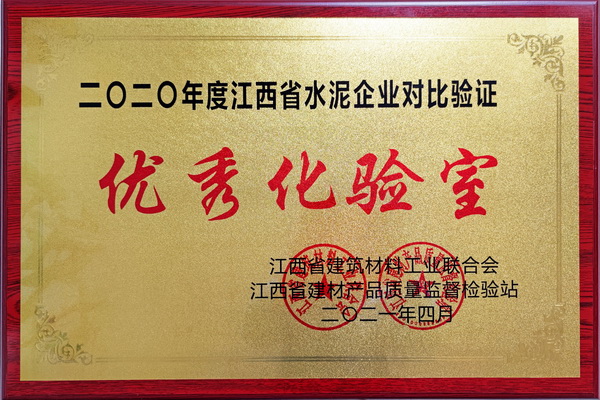 二〇二〇年度江西省水泥企业对比验证
优秀化验室
江西省建筑材料工业联合会
江西省建材产品质量监督检验站
二〇二一年四月